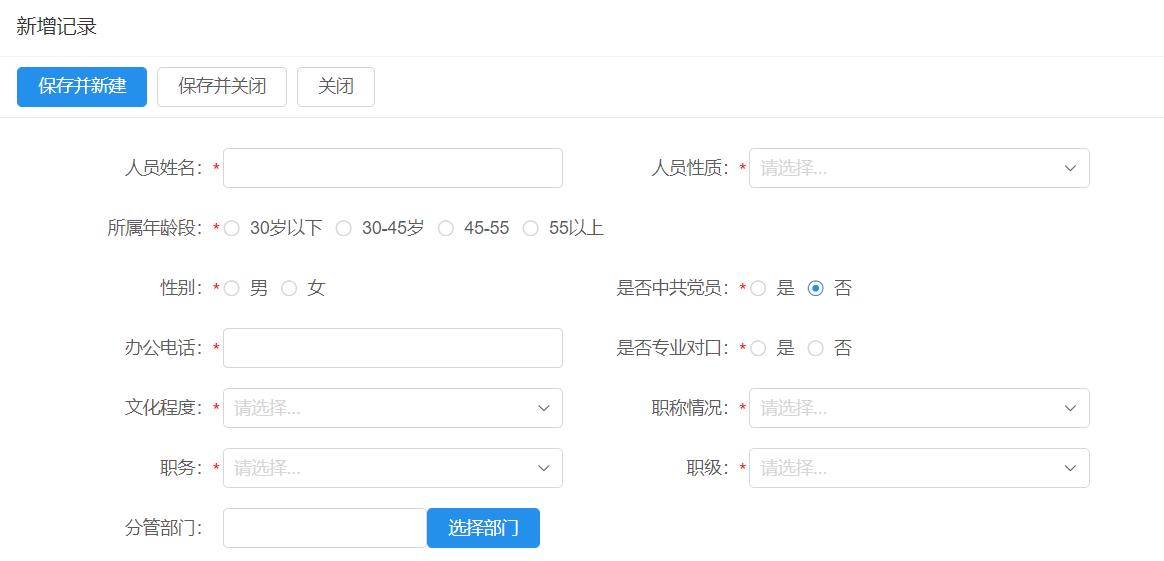 新增记录
保存并新建 保存并关闭 关闭
人员姓名：* 人员性质：* 请选择...
所属年龄段：* 30岁以下 30-45岁 45-55 55以上
性别：* 男 女 是否中共党员：* 是 否
办公电话：* 是否专业对口：* 是 否
文化程度：* 请选择... 职称情况：* 请选择...
职务：* 请选择... 职级：* 请选择...
分管部门： 选择部门